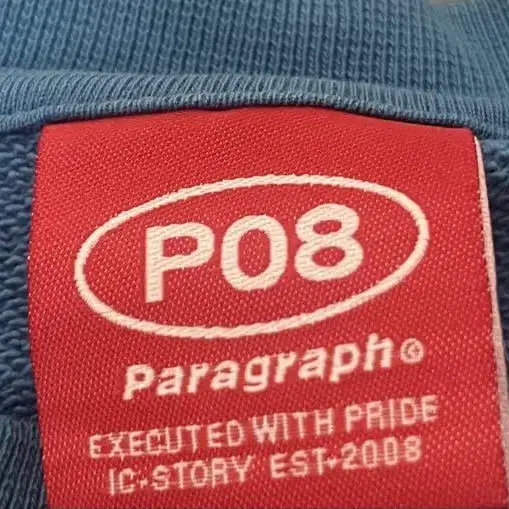 P08
Paragraph
EXECUTED WITH PRIDE
IC-STORY EST-2008